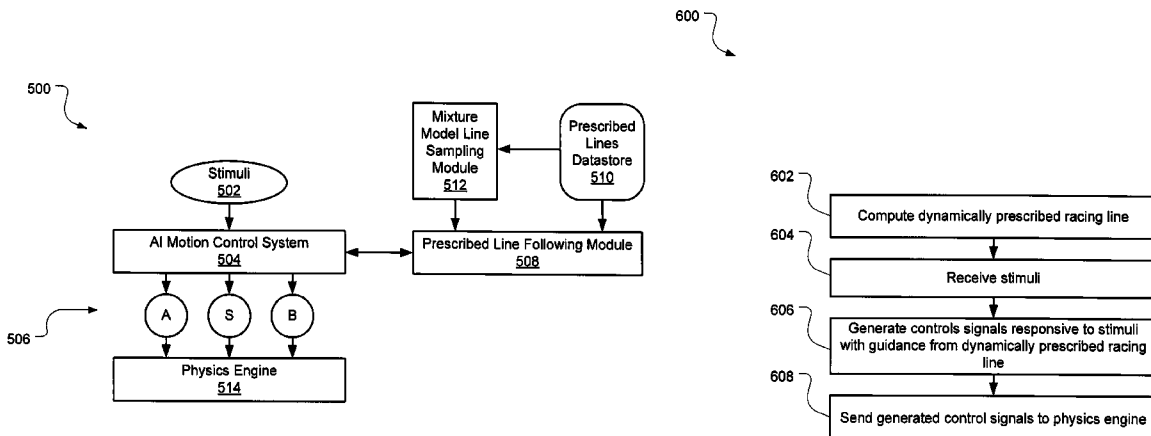 500
Stimuli
502
AI Motion Control System
504
506
A
S
B
Physics Engine
514
Mixture
Model Line
Sampling
Module
512
Prescribed
Lines
Datastore
510
Prescribed Line Following Module
508
600
602
Compute dynamically prescribed racing line
604
Receive stimuli
606
Generate controls signals responsive to stimuli
with guidance from dynamically prescribed racing
line
608
Send generated control signals to physics engine